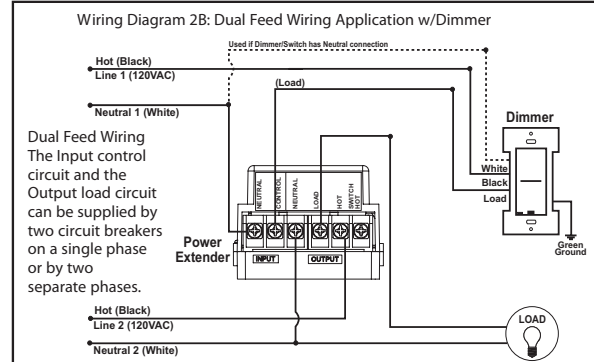 Wiring Diagram 2B: Dual Feed Wiring Application w/Dimmer
Used if Dimmer/Switch has Neutral connection
Hot (Black)
Line 1 (120VAC)
(Load)
Neutral 1 (White)
Dimmer
Dual Feed Wiring
The Input control
circuit and the
Output load circuit
can be supplied by
two circuit breakers
on a single phase
or by two
separate phases.
White
Black
Load
Green
Ground
NEUTRAL
CONTROL
NEUTRAL
LOAD
HOT
SWITCH
HOT
Power
Extender
INPUT
OUTPUT
Hot (Black)
Line 2 (120VAC)
Neutral 2 (White)
LOAD